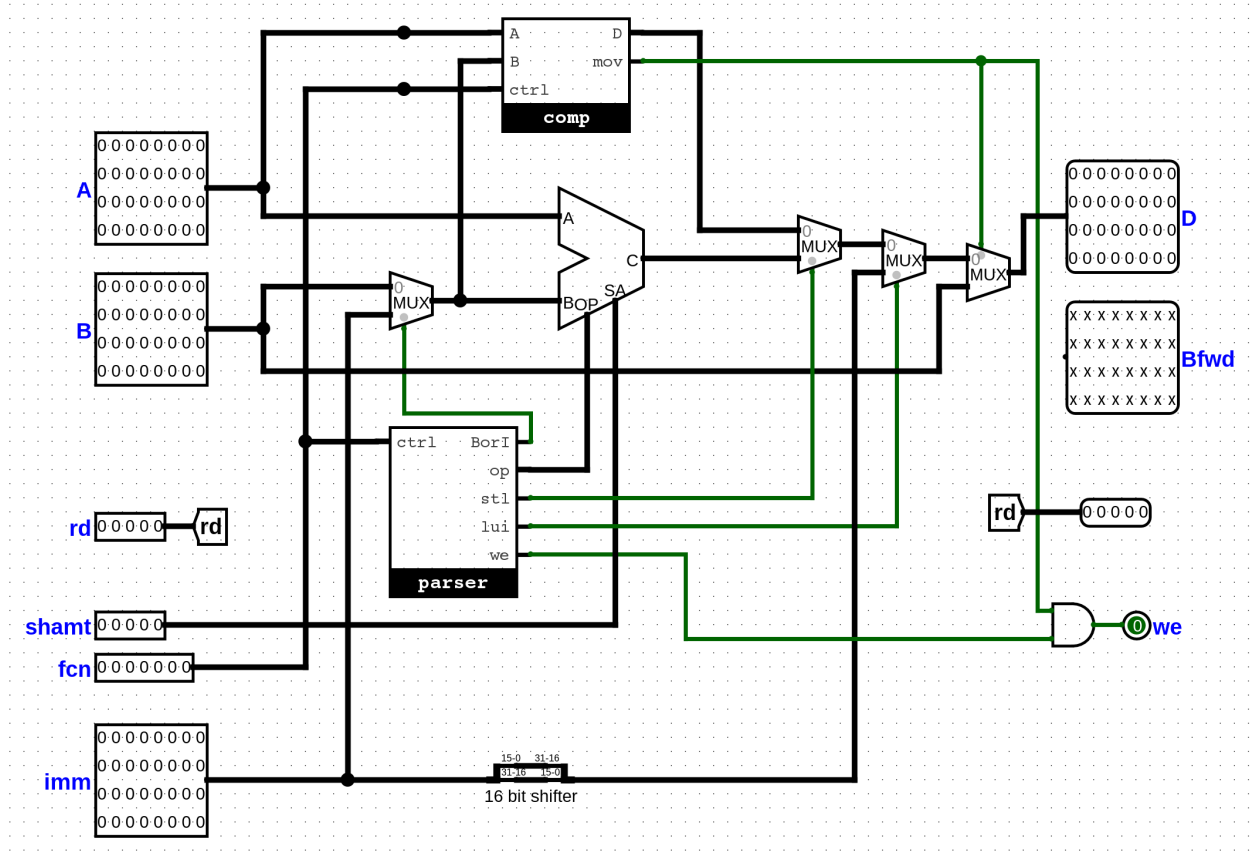 A
D
B
mov
ctrl
comp
0 0 0 0 0 0 0 0
0 0 0 0 0 0 0 0
0 0 0 0 0 0 0 0
0 0 0 0 0 0 0 0
A
0 0 0 0 0 0 0 0
0 0 0 0 0 0 0 0
0 0 0 0 0 0 0 0
0 0 0 0 0 0 0 0
D
A
C
B
OP
SA
0
MUX
0
MUX
0
MUX
0
MUX
0 0 0 0 0 0 0 0
0 0 0 0 0 0 0 0
0 0 0 0 0 0 0 0
0 0 0 0 0 0 0 0
B
x x x x x x x x
x x x x x x x x
x x x x x x x x
x x x x x x x x
Bfwd
ctrl
BorI
op
stl
lui
we
parser
rd
0 0 0 0 0
rd
rd
0 0 0 0 0
shamt
0 0 0 0 0
0
we
fcn
0 0 0 0 0 0 0
0 0 0 0 0 0 0 0
0 0 0 0 0 0 0 0
0 0 0 0 0 0 0 0
0 0 0 0 0 0 0 0
imm
15-0 31-16
31-16 15-0
16 bit shifter